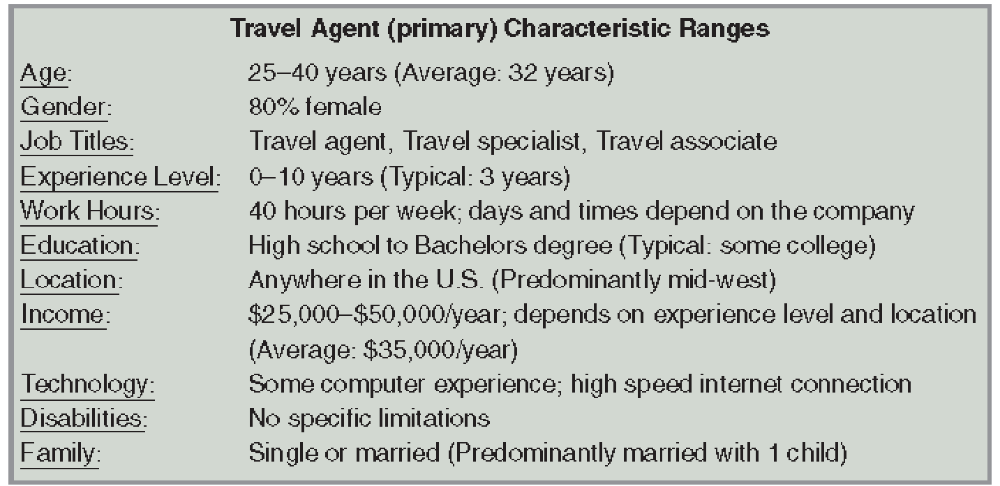 Travel Agent (primary) Characteristic Ranges
Age: 25–40 years (Average: 32 years)
Gender: 80% female
Job Titles: Travel agent, Travel specialist, Travel associate
Experience Level: 0–10 years (Typical: 3 years)
Work Hours: 40 hours per week; days and times depend on the company
Education: High school to Bachelors degree (Typical: some college)
Location: Anywhere in the U.S. (Predominantly mid-west)
Income: $25,000–$50,000/year; depends on experience level and location
(Average: $35,000/year)
Technology: Some computer experience; high speed internet connection
Disabilities: No specific limitations
Family: Single or married (Predominantly married with 1 child)